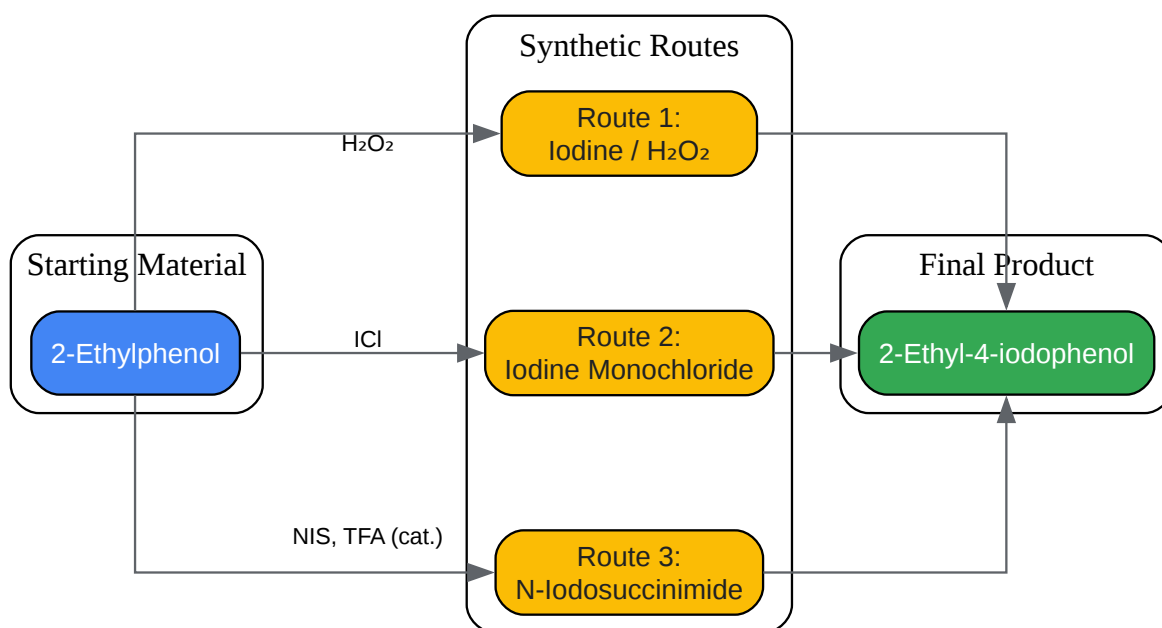 Synthetic Routes
Route 1:
Iodine / H₂O₂
H₂O₂
Starting Material
2-Ethylphenol
ICl
Route 2:
Iodine Monochloride
Final Product
2-Ethyl-4-iodophenol
NIS, TFA (cat.)
Route 3:
N-Iodosuccinimide